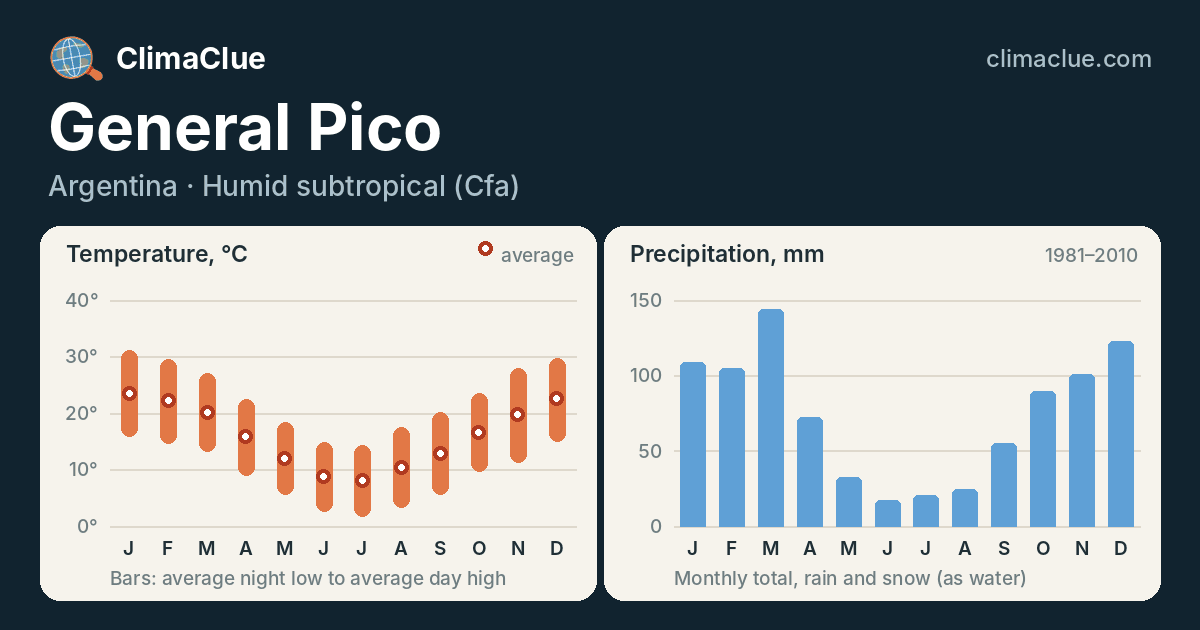 ClimaClue
climaclue.com
General Pico
Argentina · Humid subtropical (Cfa)
Temperature, °C
average
40°
30°
20°
10°
0°
J F M A M J J A S O N D
Bars: average night low to average day high
Precipitation, mm
1981–2010
150
100
50
0
J F M A M J J A S O N D
Monthly total, rain and snow (as water)